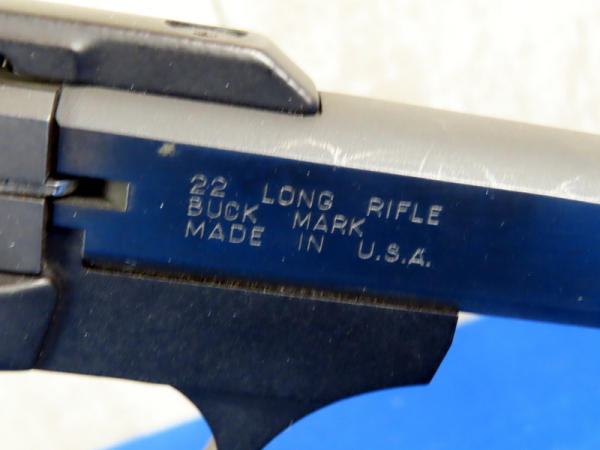 22 LONG RIFLE
BUCK MARK
MADE IN U.S.A.